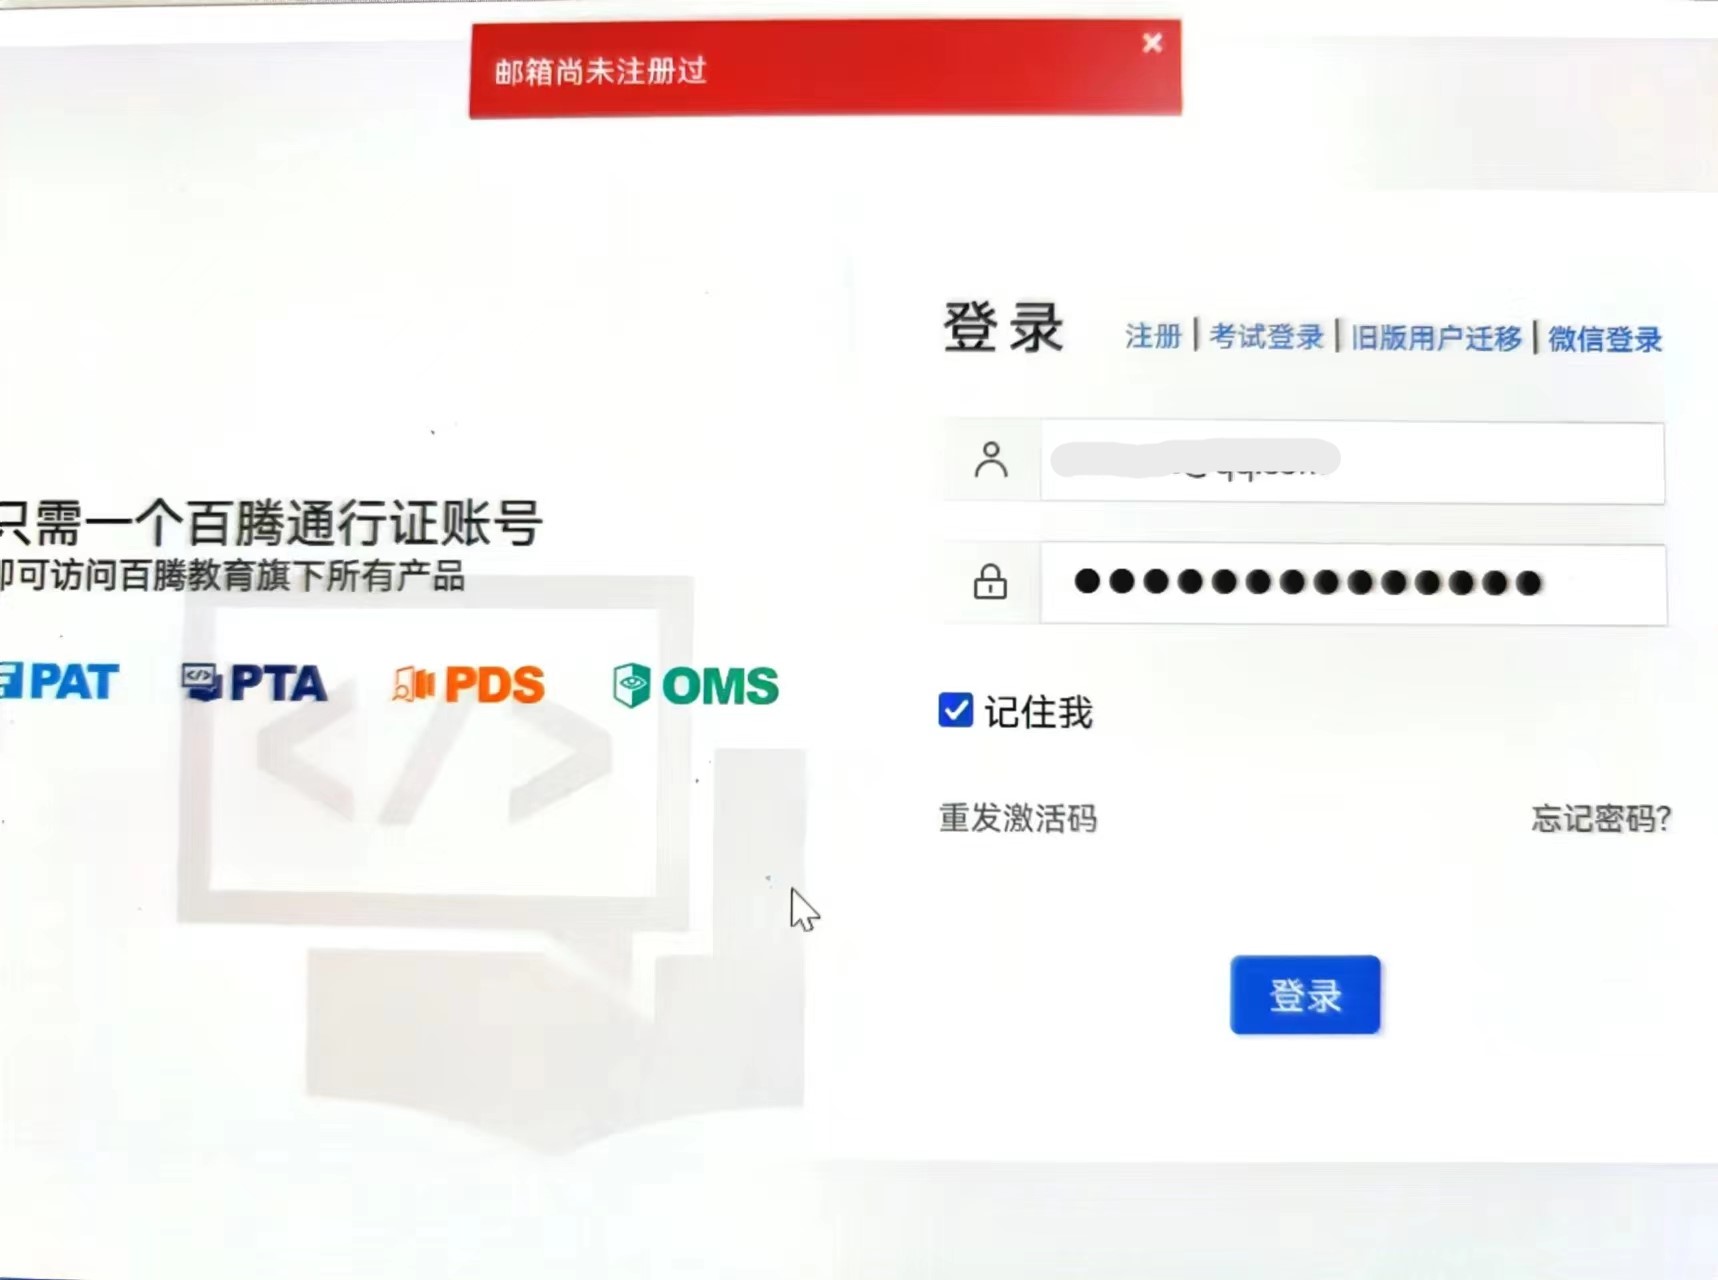 邮箱尚未注册过
登录 注册 | 考试登录 | 旧版用户迁移 | 微信登录
只需一个百腾通行证账号
即可访问百腾教育旗下所有产品
PAT PTA PDS OMS
记住我
重发激活码 忘记密码?
登录